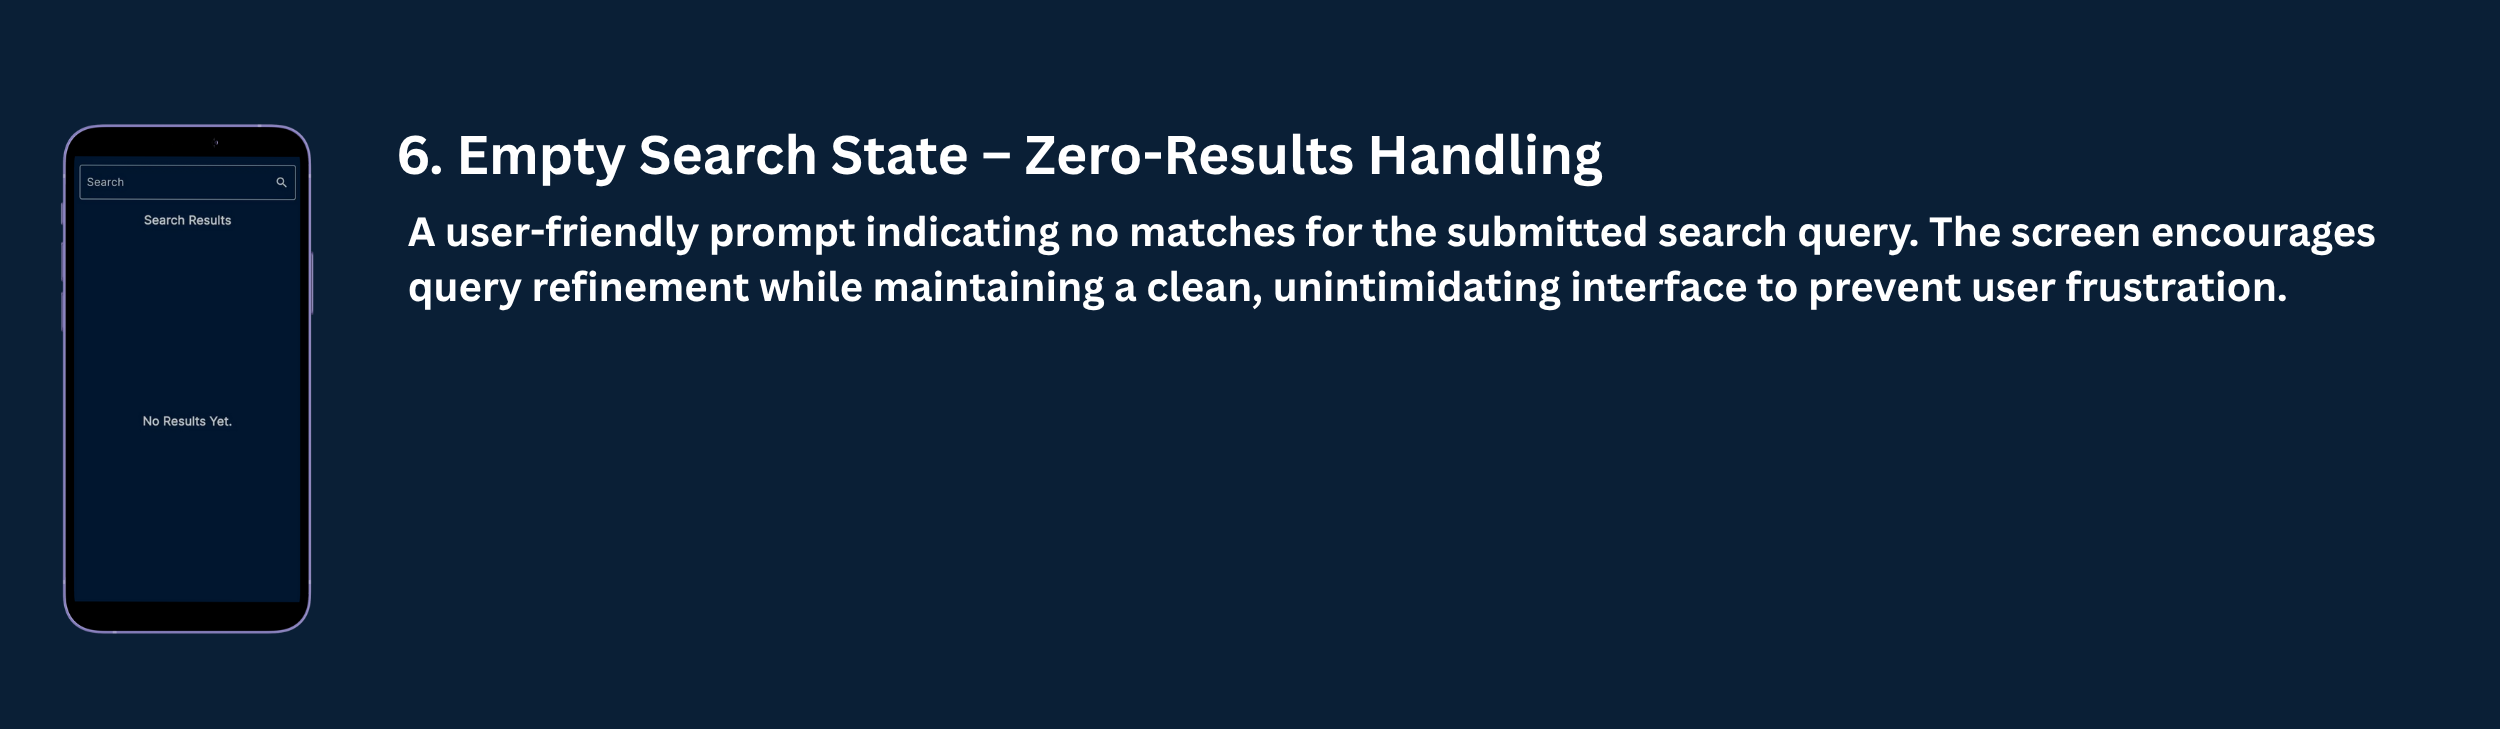 6. Empty Search State – Zero-Results Handling
A user-friendly prompt indicating no matches for the submitted search query. The screen encourages
query refinement while maintaining a clean, unintimidating interface to prevent user frustration.
Search
Search Results
No Results Yet.